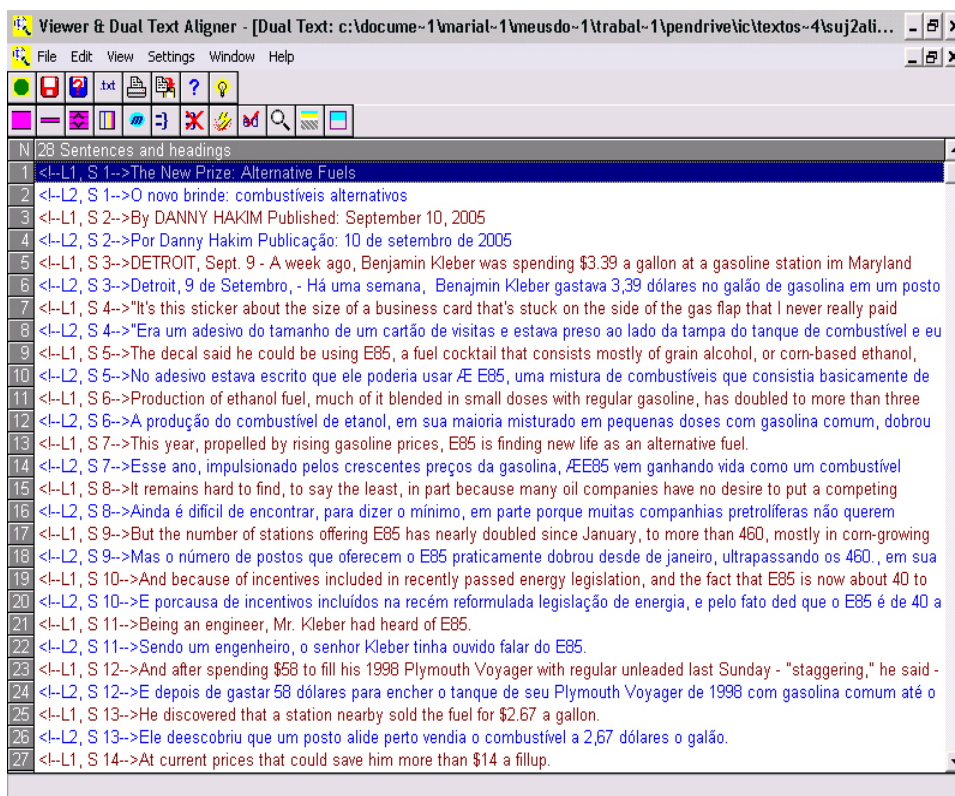 Viewer & Dual Text Aligner - [Dual Text: c:\docume~1\marial~1\meusdo~1\trabal~1\pendrive\ic\textos~4\suj2ali...
File Edit View Settings Window Help
.txt
N 28 Sentences and headings
1 <!--L1, S 1-->The New Prize: Alternative Fuels
2 <!--L2, S 1-->O novo brinde: combustíveis alternativos
3 <!--L1, S 2-->By DANNY HAKIM Published: September 10, 2005
4 <!--L2, S 2-->Por Danny Hakim Publicação: 10 de setembro de 2005
5 <!--L1, S 3-->DETROIT, Sept. 9 - A week ago, Benjamin Kleber was spending $3.39 a gallon at a gasoline station im Maryland
6 <!--L2, S 3-->Detroit, 9 de Setembro, - Há uma semana, Benajmin Kleber gastava 3,39 dólares no galão de gasolina em um posto
7 <!--L1, S 4-->"It's this sticker about the size of a business card that's stuck on the side of the gas flap that I never really paid
8 <!--L2, S 4-->"Era um adesivo do tamanho de um cartão de visitas e estava preso ao lado da tampa do tanque de combustível e eu
9 <!--L1, S 5-->The decal said he could be using E85, a fuel cocktail that consists mostly of grain alcohol, or corn-based ethanol,
10 <!--L2, S 5-->No adesivo estava escrito que ele poderia usar Æ E85, uma mistura de combustíveis que consistia basicamente de
11 <!--L1, S 6-->Production of ethanol fuel, much of it blended in small doses with regular gasoline, has doubled to more than three
12 <!--L2, S 6-->A produção do combustível de etanol, em sua maioria misturado em pequenas doses com gasolina comum, dobrou
13 <!--L1, S 7-->This year, propelled by rising gasoline prices, E85 is finding new life as an alternative fuel.
14 <!--L2, S 7-->Esse ano, impulsionado pelos crescentes preços da gasolina, ÆE85 vem ganhando vida como um combustível
15 <!--L1, S 8-->It remains hard to find, to say the least, in part because many oil companies have no desire to put a competing
16 <!--L2, S 8-->Ainda é difícil de encontrar, para dizer o mínimo, em parte porque muitas companhias pretrolíferas não querem
17 <!--L1, S 9-->But the number of stations offering E85 has nearly doubled since January, to more than 460, mostly in corn-growing
18 <!--L2, S 9-->Mas o número de postos que oferecem o E85 praticamente dobrou desde de janeiro, ultrapassando os 460., em sua
19 <!--L1, S 10-->And because of incentives included in recently passed energy legislation, and the fact that E85 is now about 40 to
20 <!--L2, S 10-->E porcausa de incentivos incluídos na recém reformulada legislação de energia, e pelo fato ded que o E85 é de 40 a
21 <!--L1, S 11-->Being an engineer, Mr. Kleber had heard of E85.
22 <!--L2, S 11-->Sendo um engenheiro, o senhor Kleber tinha ouvido falar do E85.
23 <!--L1, S 12-->And after spending $58 to fill his 1998 Plymouth Voyager with regular unleaded last Sunday - "staggering," he said -
24 <!--L2, S 12-->E depois de gastar 58 dólares para encher o tanque de seu Plymouth Voyager de 1998 com gasolina comum até o
25 <!--L1, S 13-->He discovered that a station nearby sold the fuel for $2.67 a gallon.
26 <!--L2, S 13-->Ele deescobriu que um posto alide perto vendia o combustível a 2,67 dólares o galão.
27 <!--L1, S 14-->At current prices that could save him more than $14 a fillup.